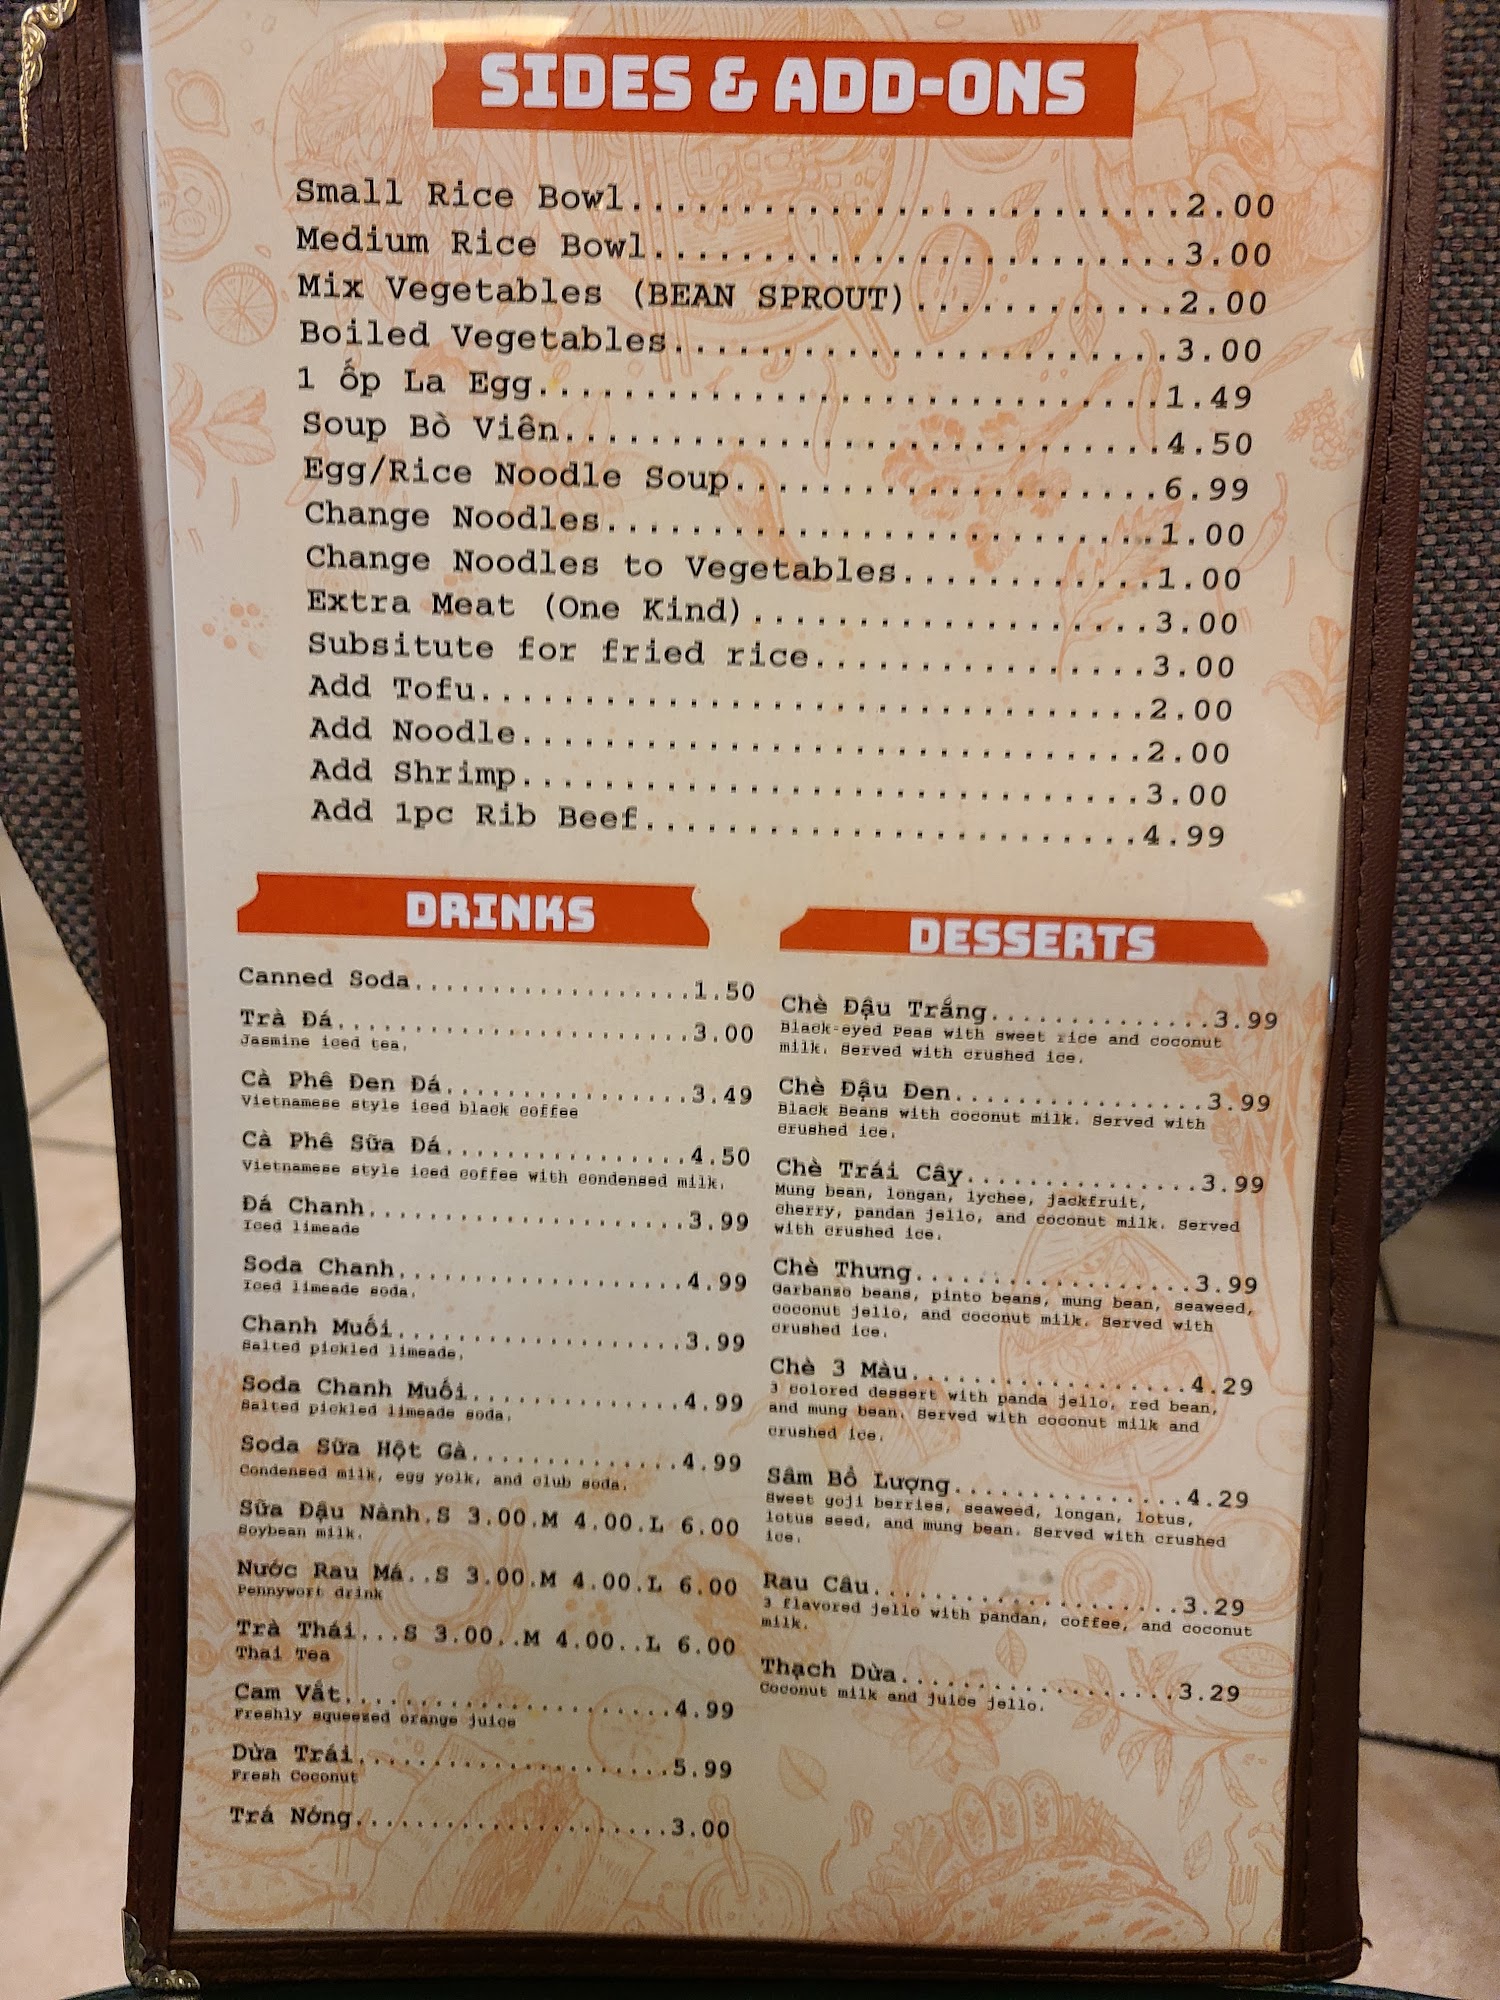 SIDES & ADD-ONS
Small Rice Bowl..........................2.00
Medium Rice Bowl.........................3.00
Mix Vegetables (BEAN SPROUT)............2.00
Boiled Vegetables.......................3.00
1 ốp La Egg.............................1.49
Soup Bò Viên............................4.50
Egg/Rice Noodle Soup....................6.99
Change Noodles..........................1.00
Change Noodles to Vegetables............1.00
Extra Meat (One Kind)...................3.00
Subsitute for fried rice................3.00
Add Tofu................................2.00
Add Noodle..............................2.00
Add Shrimp..............................3.00
Add 1pc Rib Beef........................4.99
DRINKS
Canned Soda..................1.50
Trà Đá.......................3.00
Jasmine iced tea.
Cà Phê Đen Đá................3.49
Vietnamese style iced black coffee
Cà Phê Sữa Đá................4.50
Vietnamese style iced coffee with condensed milk.
Đá Chanh.....................3.99
Iced limeade
Soda Chanh...................4.99
Iced limeade soda.
Chanh Muối...................3.99
Salted pickled limeade.
Soda Chanh Muối..............4.99
Salted pickled limeade soda.
Soda Sữa Hột Gà..............4.99
Condensed milk, egg yolk, and club soda.
Sữa Đậu Nành.S 3.00.M 4.00.L 6.00
Soybean milk.
Nước Rau Má..S 3.00.M 4.00.L 6.00
Pennywort drink
Trà Thái...S 3.00..M 4.00..L 6.00
Thai Tea
Cam Vắt......................4.99
Freshly squeezed orange juice
Dừa Trái.....................5.99
Fresh Coconut
Trá Nóng.....................3.00
DESSERTS
Chè Đậu Trắng..............3.99
Black-eyed Peas with sweet rice and coconut
milk. Served with crushed ice.
Chè Đậu Đen................3.99
Black Beans with coconut milk. Served with
crushed ice.
Chè Trái Cây...............3.99
Mung bean, longan, lychee, jackfruit,
cherry, pandan jello, and coconut milk. Served
with crushed ice.
Chè Thưng..................3.99
Garbanzo beans, pinto beans, mung bean, seaweed,
coconut jello, and coconut milk. Served with
crushed ice.
Chè 3 Màu..................4.29
3 colored dessert with panda jello, red bean,
and mung bean. Served with coconut milk and
crushed ice.
Sâm Bổ Lượng...............4.29
Sweet goji berries, seaweed, longan, lotus,
lotus seed, and mung bean. Served with crushed
ice.
Rau Câu....................3.29
3 flavored jello with pandan, coffee, and coconut
milk.
Thạch Dừa..................3.29
Coconut milk and juice jello.